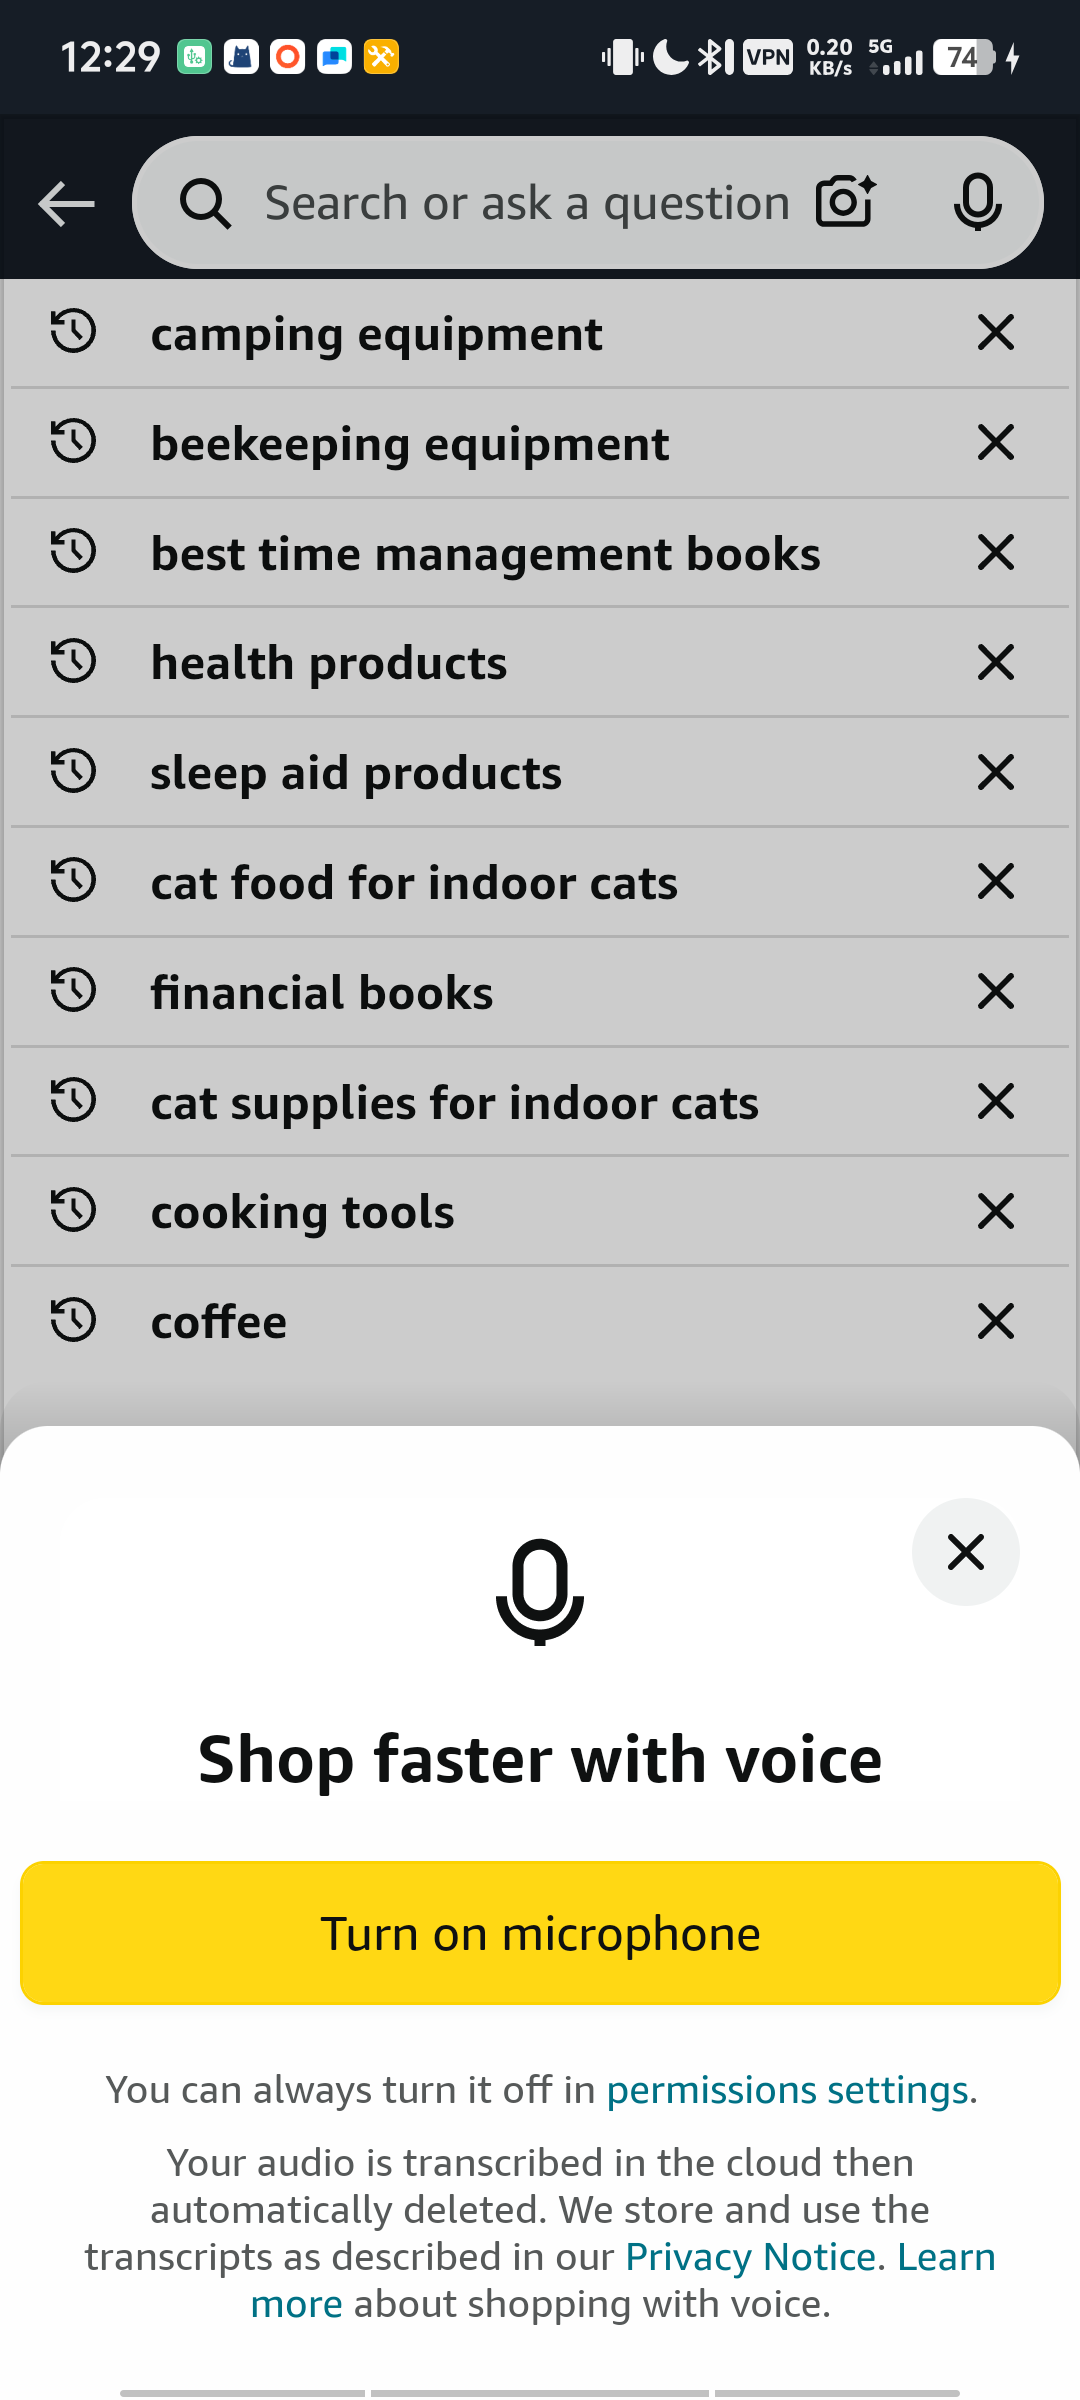 12:29
VPN
0.20
KB/s
5G
74
Search or ask a question
camping equipment
beekeeping equipment
best time management books
health products
sleep aid products
cat food for indoor cats
financial books
cat supplies for indoor cats
cooking tools
coffee
Shop faster with voice
Turn on microphone
You can always turn it off in permissions settings.
Your audio is transcribed in the cloud then
automatically deleted. We store and use the
transcripts as described in our Privacy Notice. Learn
more about shopping with voice.